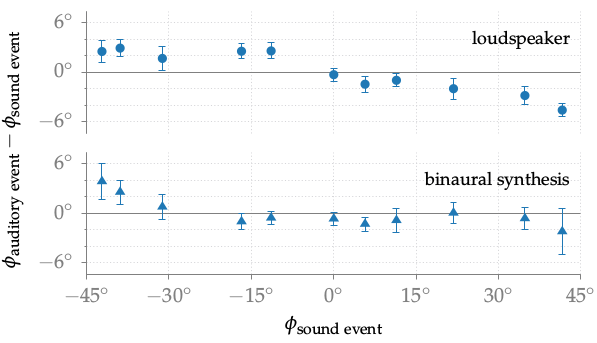 6°
loudspeaker
0°
−6°
6°
binaural synthesis
0°
−6°
−45° −30° −15° 0° 15° 30° 45°
ϕsound event
ϕauditory event − ϕsound event